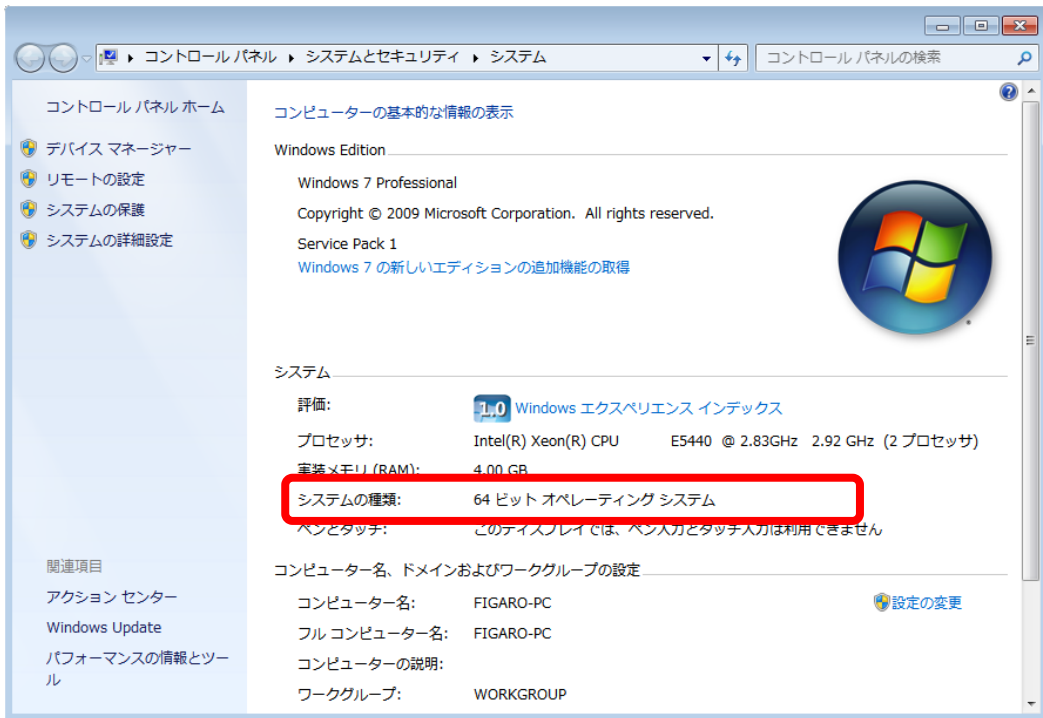 コントロール パネル ▸ システムとセキュリティ ▸ システム
コントロール パネルの検索
コントロール パネル ホーム
デバイス マネージャー
リモートの設定
システムの保護
システムの詳細設定
関連項目
アクション センター
Windows Update
パフォーマンスの情報とツー
ル
コンピューターの基本的な情報の表示
Windows Edition
Windows 7 Professional
Copyright © 2009 Microsoft Corporation. All rights reserved.
Service Pack 1
Windows 7 の新しいエディションの追加機能の取得
システム
評価: 1.0 Windows エクスペリエンス インデックス
プロセッサ: Intel(R) Xeon(R) CPU E5440 @ 2.83GHz 2.92 GHz (2 プロセッサ)
実装メモリ (RAM): 4.00 GB
システムの種類: 64 ビット オペレーティング システム
ペンとタッチ: このディスプレイでは、ペン入力とタッチ入力は利用できません
コンピューター名、ドメインおよびワークグループの設定
コンピューター名: FIGARO-PC 設定の変更
フル コンピューター名: FIGARO-PC
コンピューターの説明:
ワークグループ: WORKGROUP